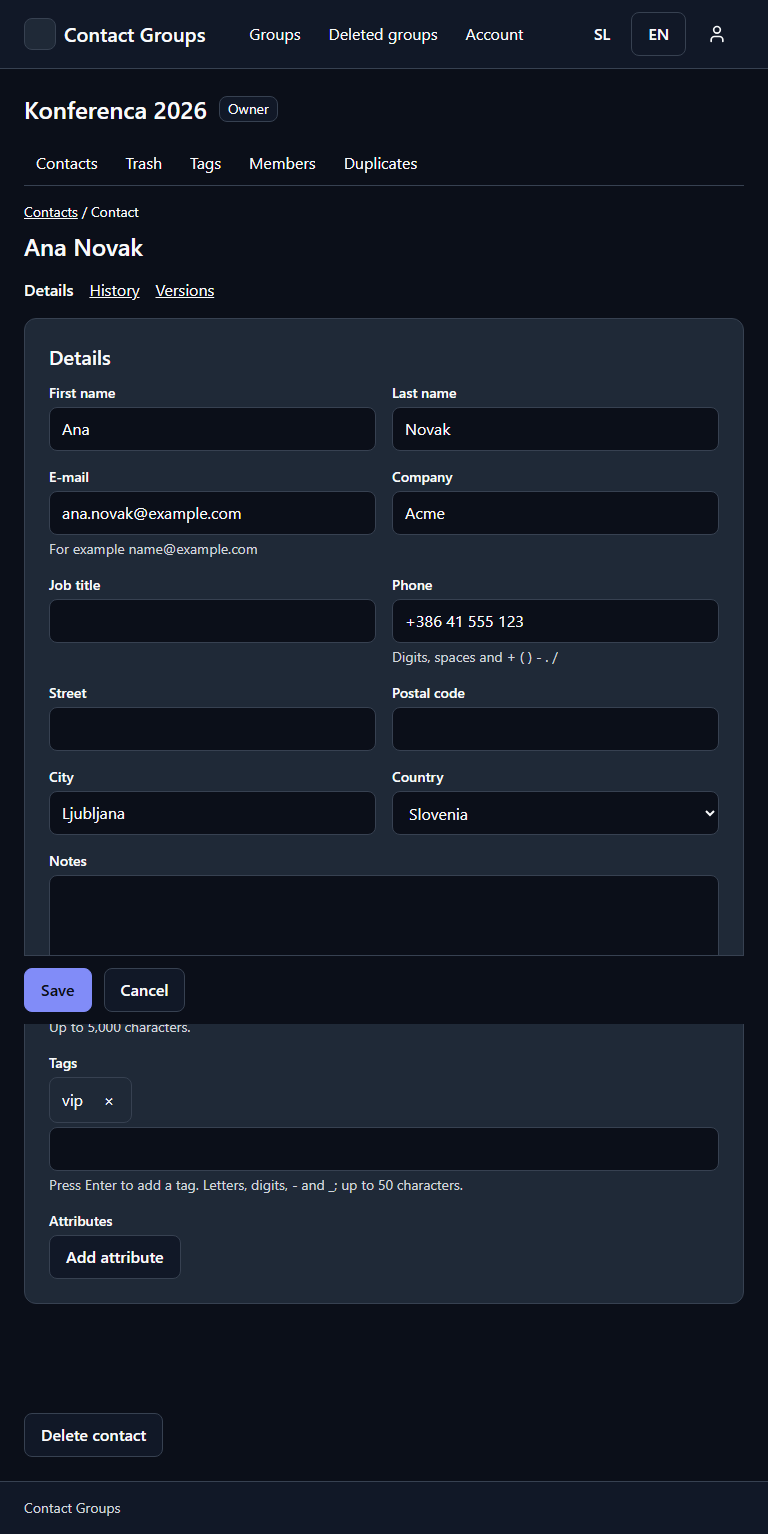 Contact Groups Groups Deleted groups Account SL EN
Konferenca 2026 Owner
Contacts Trash Tags Members Duplicates
Contacts / Contact
Ana Novak
Details History Versions
Details
First name Last name
Ana Novak
E-mail Company
ana.novak@example.com Acme
For example name@example.com
Job title Phone
+386 41 555 123
Digits, spaces and + ( ) - . /
Street Postal code
City Country
Ljubljana Slovenia
Notes
Save Cancel
Up to 5,000 characters.
Tags
vip ×
Press Enter to add a tag. Letters, digits, - and _; up to 50 characters.
Attributes
Add attribute
Delete contact
Contact Groups